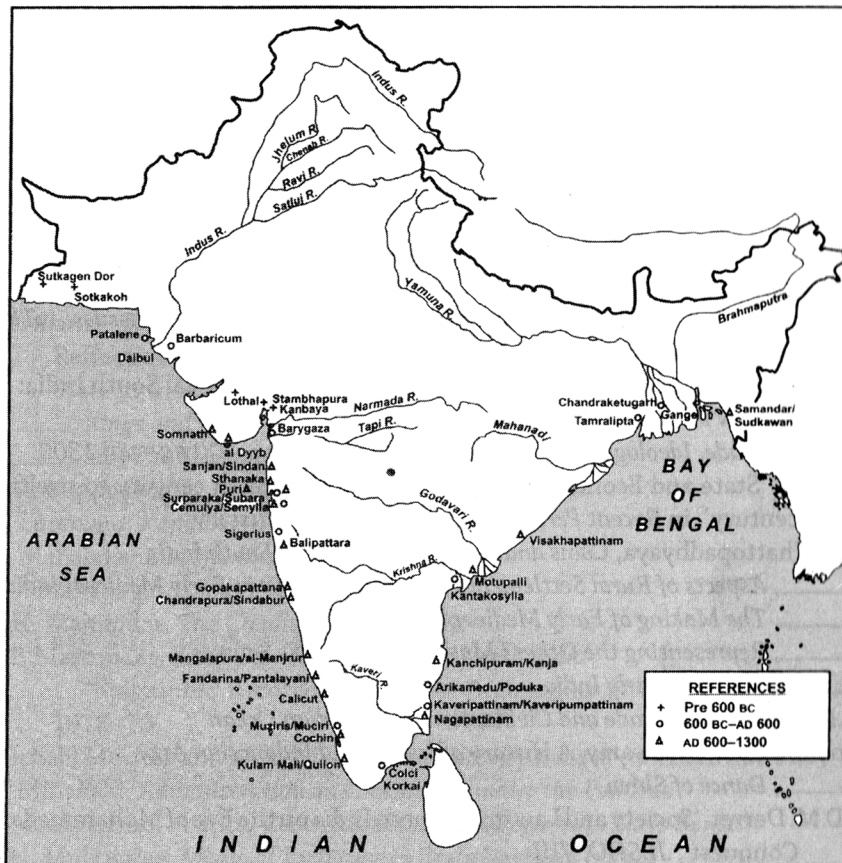 Indus R.
Jhelum R.
Chenab R.
Ravi R.
Satluj R.
Indus R.
Yamuna R.
Brahmaputra
Sutkagen Dor
Sotkakoh
Patalene
Barbaricum
Daibul
Lothal
Stambhapura
Kanbaya
Narmada R.
Chandraketugarh
Tamralipta
Gange
Samandar/
Sudkawan
Somnath
Barygaza
Tapi R.
Mahanadi
al Dyyb
Sanjan/Sindan
Sthanaka
Puri
Surparaka/Subara
Cemulya/Semylla
Godavari R.
BAY
OF
BENGAL
ARABIAN
SEA
Sigerlus
Balipattara
Visakhapattinam
Krishna R.
Motupalli
Kantakosylia
Gopakapattana
Chandrapura/Sindabur
Mangalapura/al-Manjrur
Kanchipuram/Kanja
Fandarina/Pantalayani
Kaveri R.
Arikamedu/Poduka
Calicut
Kaveripattinam/Kaveripumpattinam
Nagapattinam
Muziris/Muciri
Cochin
Kulam Mali/Quilon
Colci
Korkai
REFERENCES
+ Pre 600 BC
○ 600 BC–AD 600
△ AD 600–1300
INDIAN OCEAN